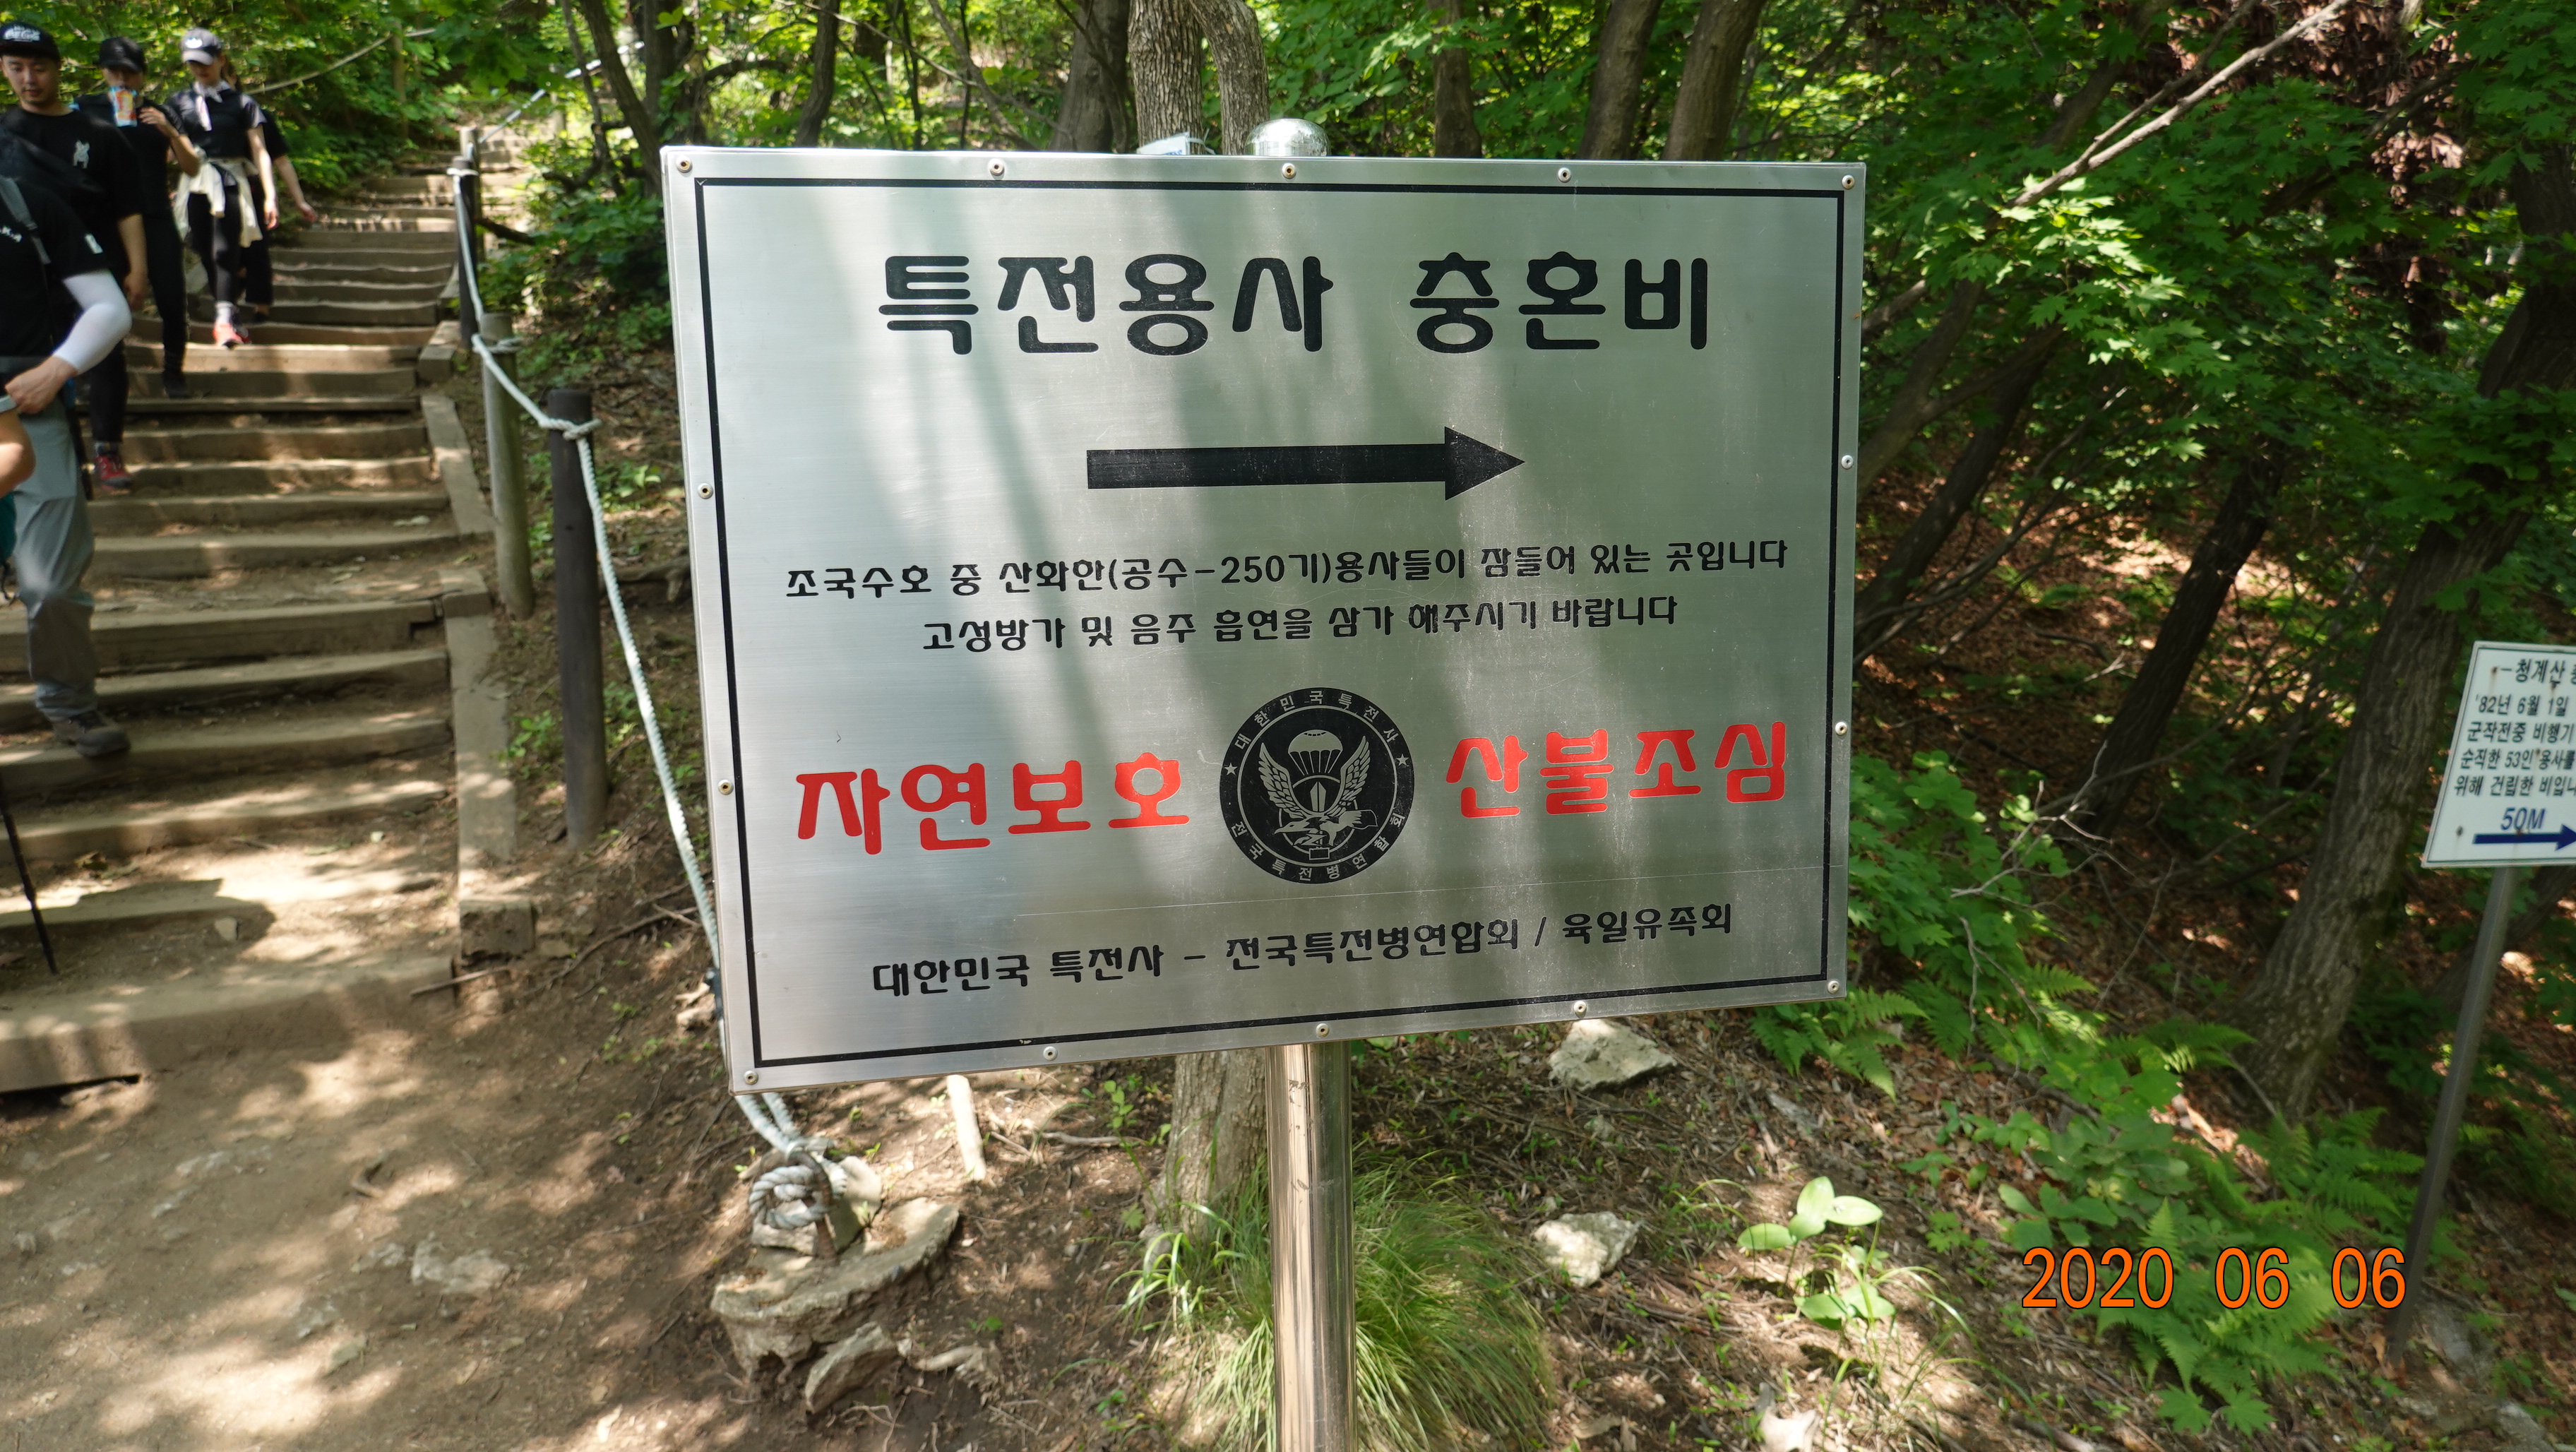 특전용사 충혼비
조국수호 중 산화한(공수-250기)용사들이 잠들어 있는 곳입니다
고성방가 및 음주 흡연을 삼가 해주시기 바랍니다
자연보호
대한민국특전사
전국특전병연합회
산불조심
대한민국 특전사 - 전국특전병연합회 / 육일유족회
-청계산
'82년 6월 1일
군작전중 비행기
순직한 53인 용사를
위해 건립한 비입니
50M
2020 06 06